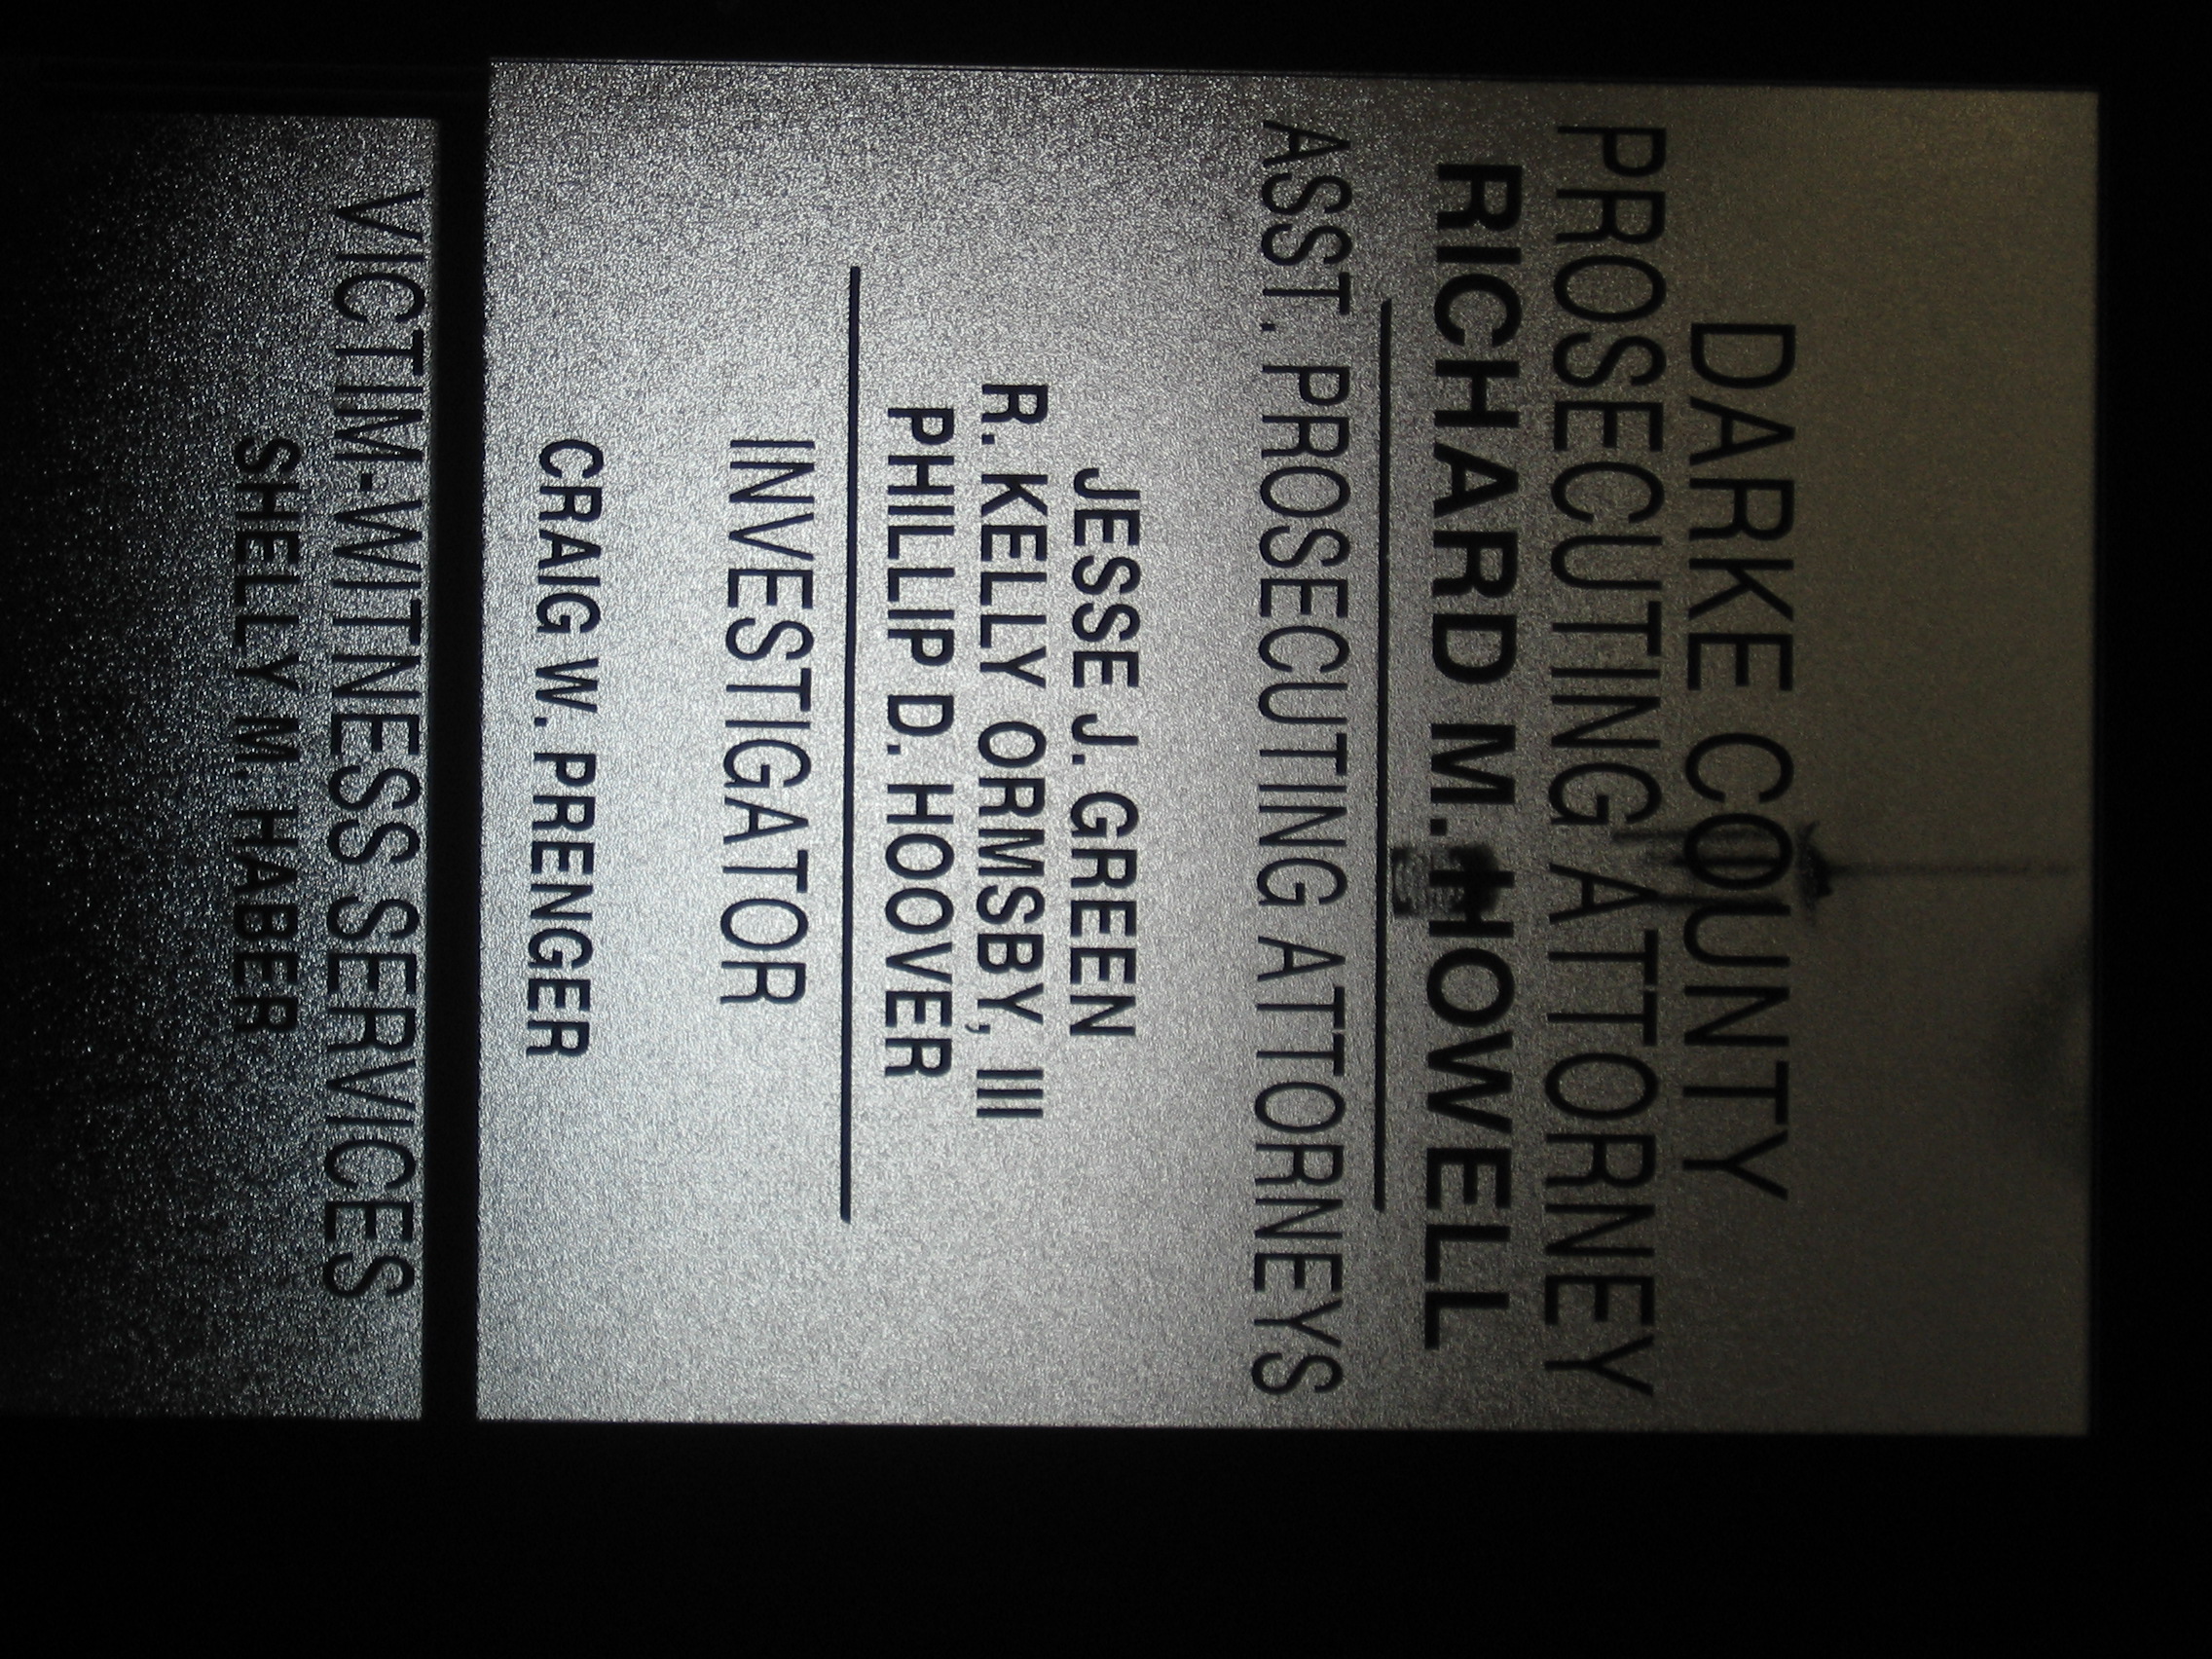 DARKE COUNTY
PROSECUTING ATTORNEY
RICHARD M. HOWELL
ASST. PROSECUTING ATTORNEYS
JESSE J. GREEN
R. KELLY ORMSBY, III
PHILLIP D. HOOVER
INVESTIGATOR
CRAIG W. PRENGER
VICTIM-WITNESS SERVICES
SHELLY M. HABER